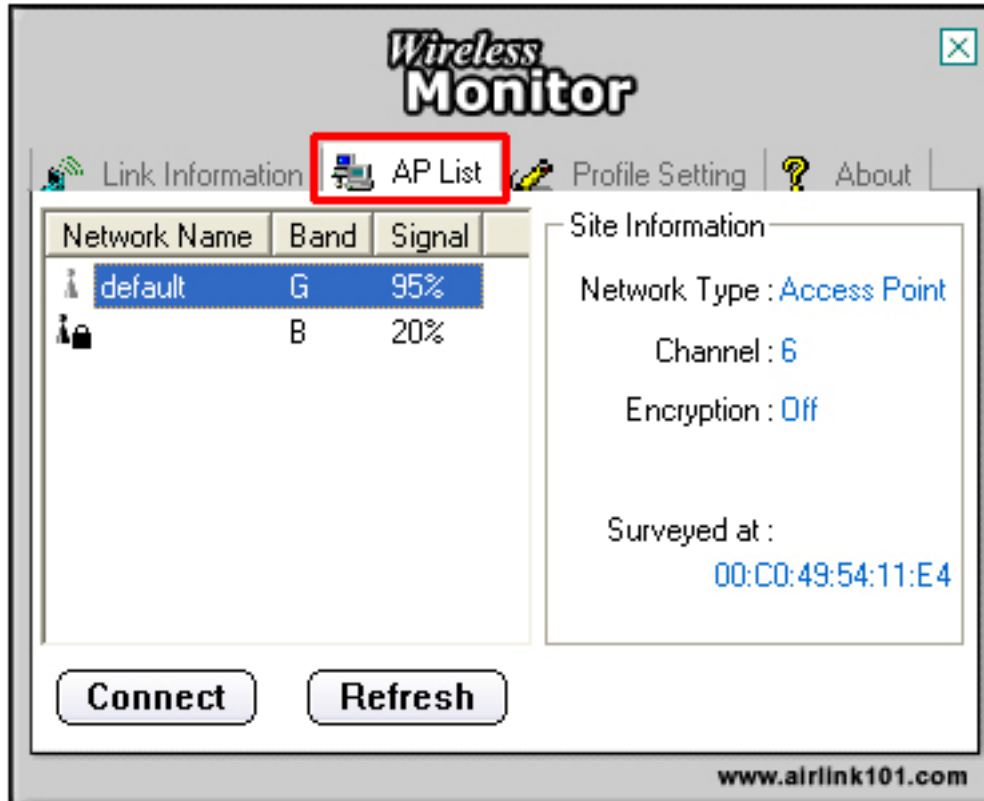 Wireless
Monitor
Link Information AP List Profile Setting ? About
Network Name Band Signal
default G 95%
B 20%
Site Information
Network Type : Access Point
Channel : 6
Encryption : Off
Surveyed at :
00:C0:49:54:11:E4
Connect Refresh
www.airlink101.com